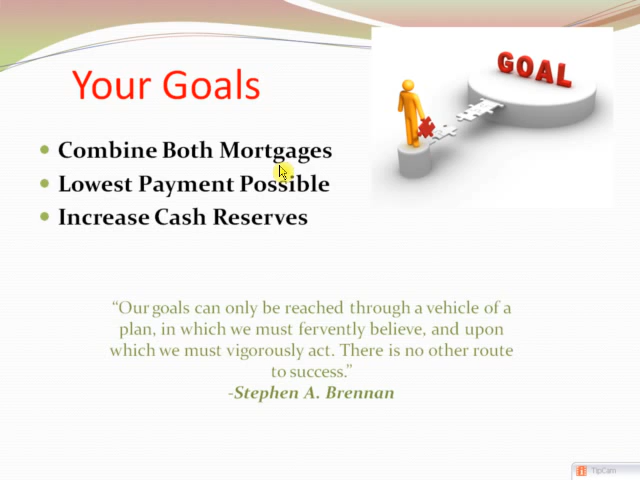 Your Goals
GOAL
Combine Both Mortgages
Lowest Payment Possible
Increase Cash Reserves
“Our goals can only be reached through a vehicle of a
plan, in which we must fervently believe, and upon
which we must vigorously act. There is no other route
to success.”
-Stephen A. Brennan
TipCam